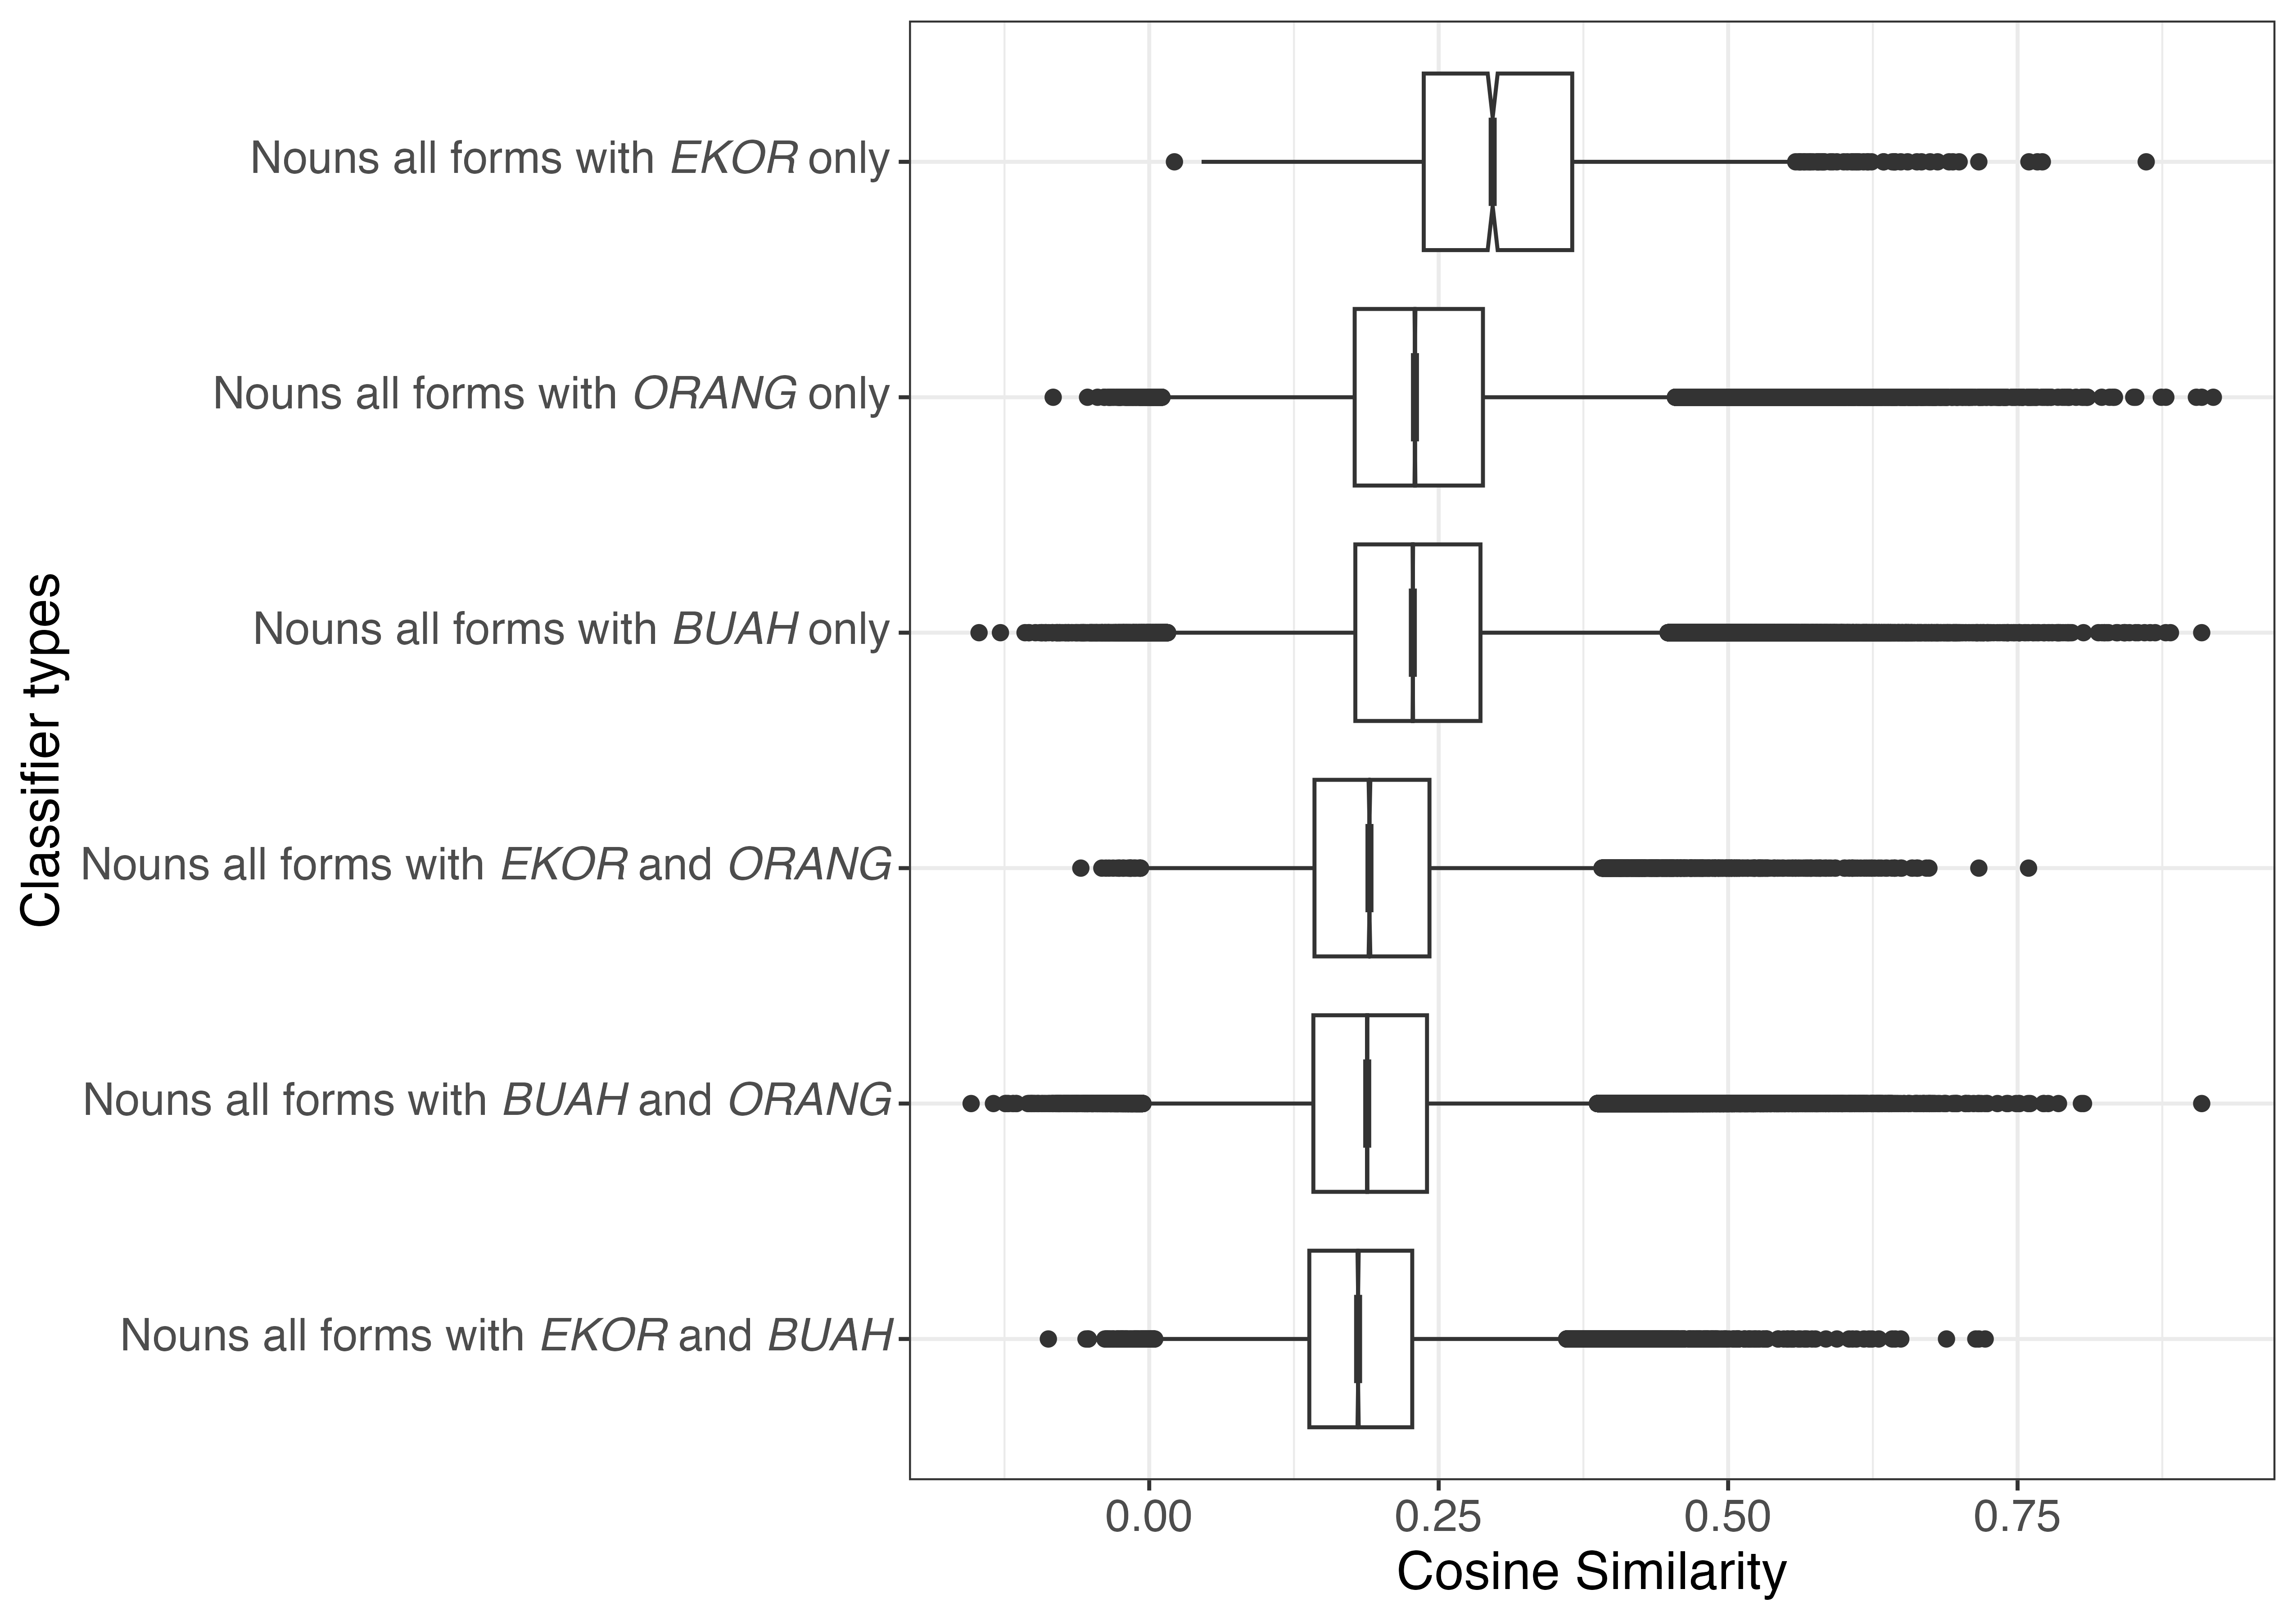 Classifier types
Nouns all forms with EKOR only
Nouns all forms with ORANG only
Nouns all forms with BUAH only
Nouns all forms with EKOR and ORANG
Nouns all forms with BUAH and ORANG
Nouns all forms with EKOR and BUAH
0.00 0.25 0.50 0.75
Cosine Similarity